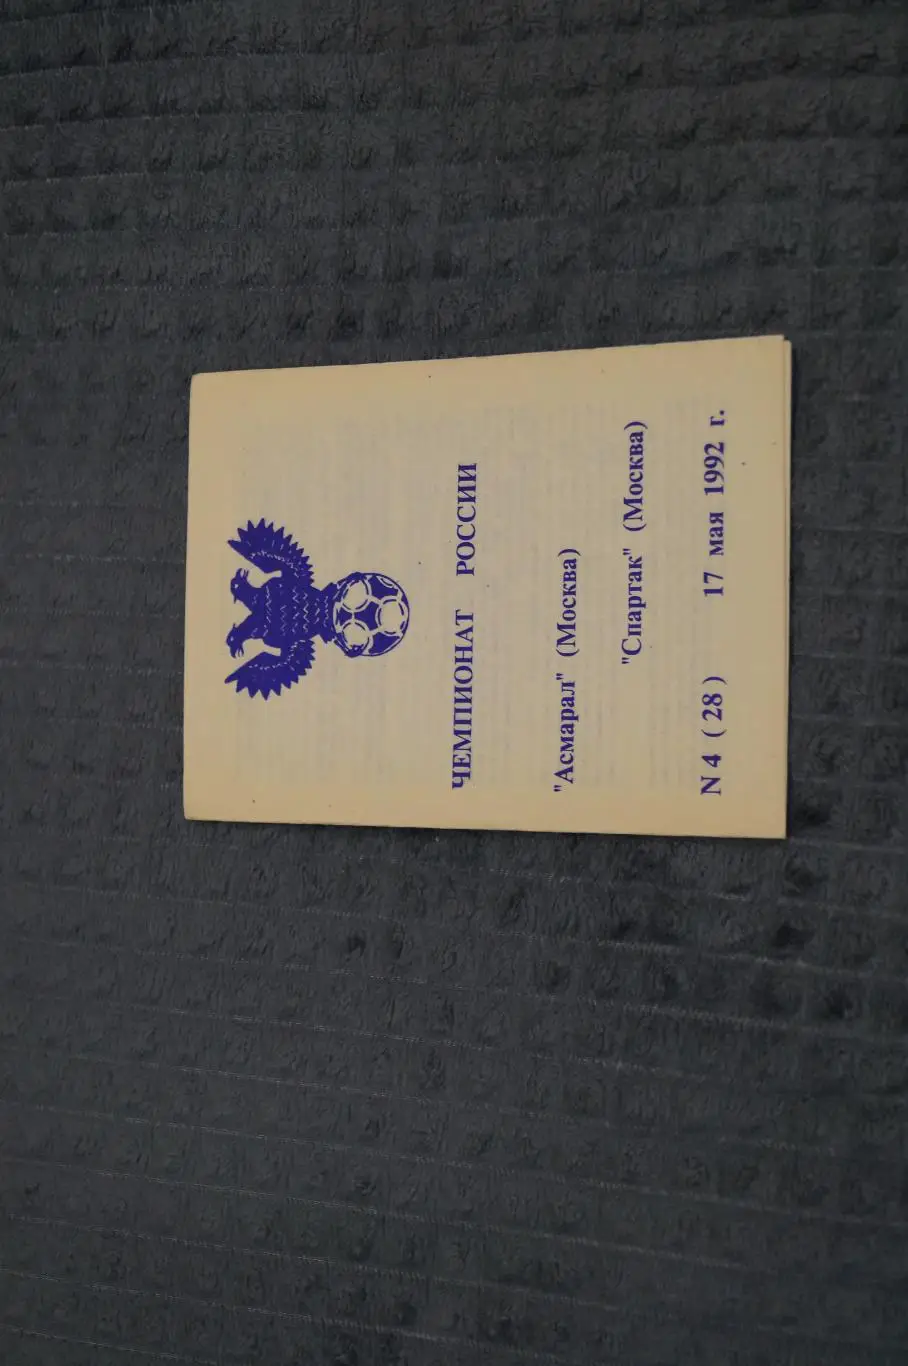 ЧЕМПИОНАТ РОССИИ
"Асмарал" (Москва)
"Спартак" (Москва)
N 4 ( 28 ) 17 мая 1992 г.